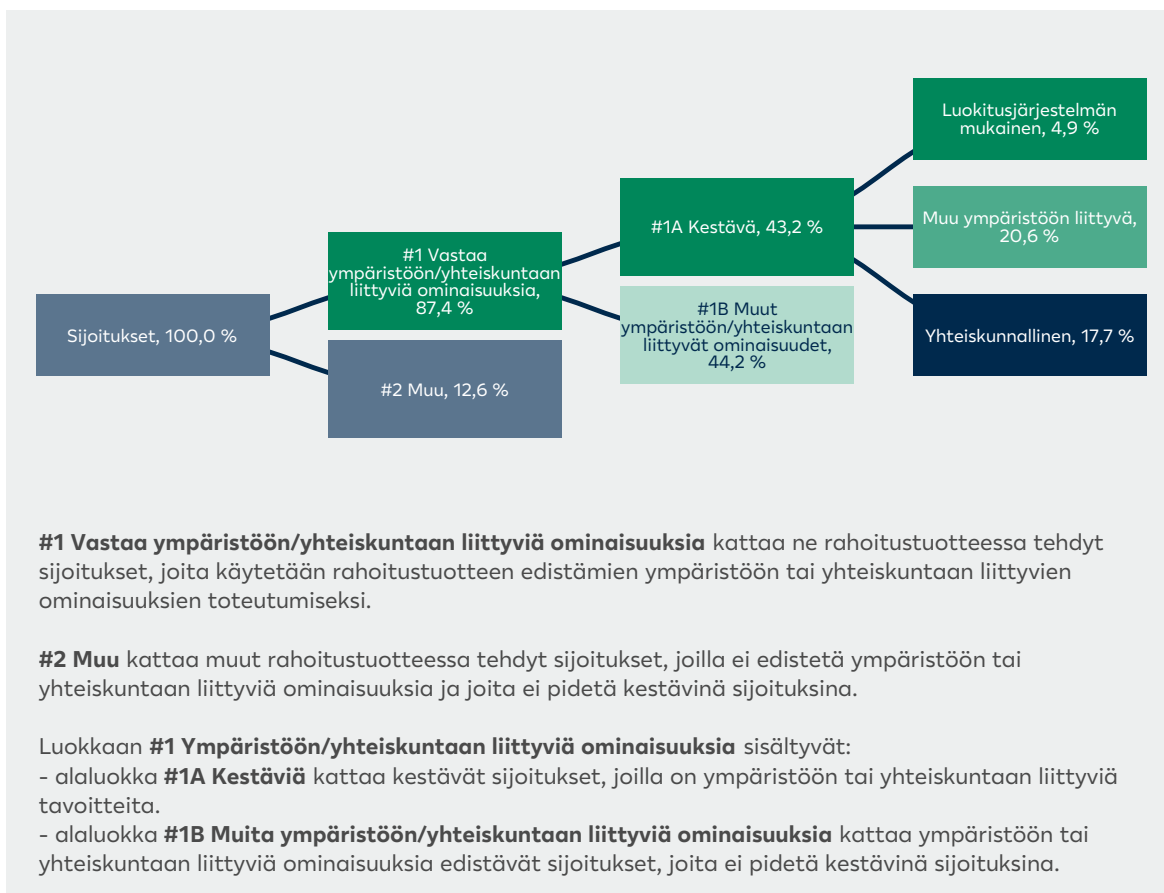 Luokitusjärjestelmän
mukainen, 4,9 %
Muu ympäristöön liittyvä,
20,6 %
#1A Kestävä, 43,2 %
#1 Vastaa
ympäristöön/yhteiskuntaan
liittyviä ominaisuuksia,
87,4 %
Sijoitukset, 100,0 %
#1B Muut
ympäristöön/yhteiskuntaan
liittyvät ominaisuudet,
44,2 %
Yhteiskunnallinen, 17,7 %
#2 Muu, 12,6 %
#1 Vastaa ympäristöön/yhteiskuntaan liittyviä ominaisuuksia kattaa ne rahoitustuotteessa tehdyt
sijoitukset, joita käytetään rahoitustuotteen edistämien ympäristöön tai yhteiskuntaan liittyvien
ominaisuuksien toteutumiseksi.
#2 Muu kattaa muut rahoitustuotteessa tehdyt sijoitukset, joilla ei edistetä ympäristöön tai
yhteiskuntaan liittyviä ominaisuuksia ja joita ei pidetä kestävinä sijoituksina.
Luokkaan #1 Ympäristöön/yhteiskuntaan liittyviä ominaisuuksia sisältyvät:
- alaluokka #1A Kestäviä kattaa kestävät sijoitukset, joilla on ympäristöön tai yhteiskuntaan liittyviä
tavoitteita.
- alaluokka #1B Muita ympäristöön/yhteiskuntaan liittyviä ominaisuuksia kattaa ympäristöön tai
yhteiskuntaan liittyviä ominaisuuksia edistävät sijoitukset, joita ei pidetä kestävinä sijoituksina.